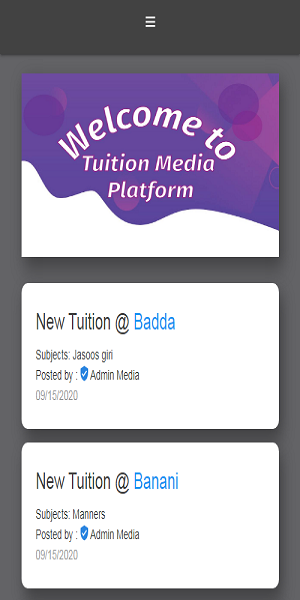 Welcome to
Tuition Media
Platform
New Tuition @ Badda
Subjects: Jasoos giri
Posted by : Admin Media
09/15/2020
New Tuition @ Banani
Subjects: Manners
Posted by : Admin Media
09/15/2020